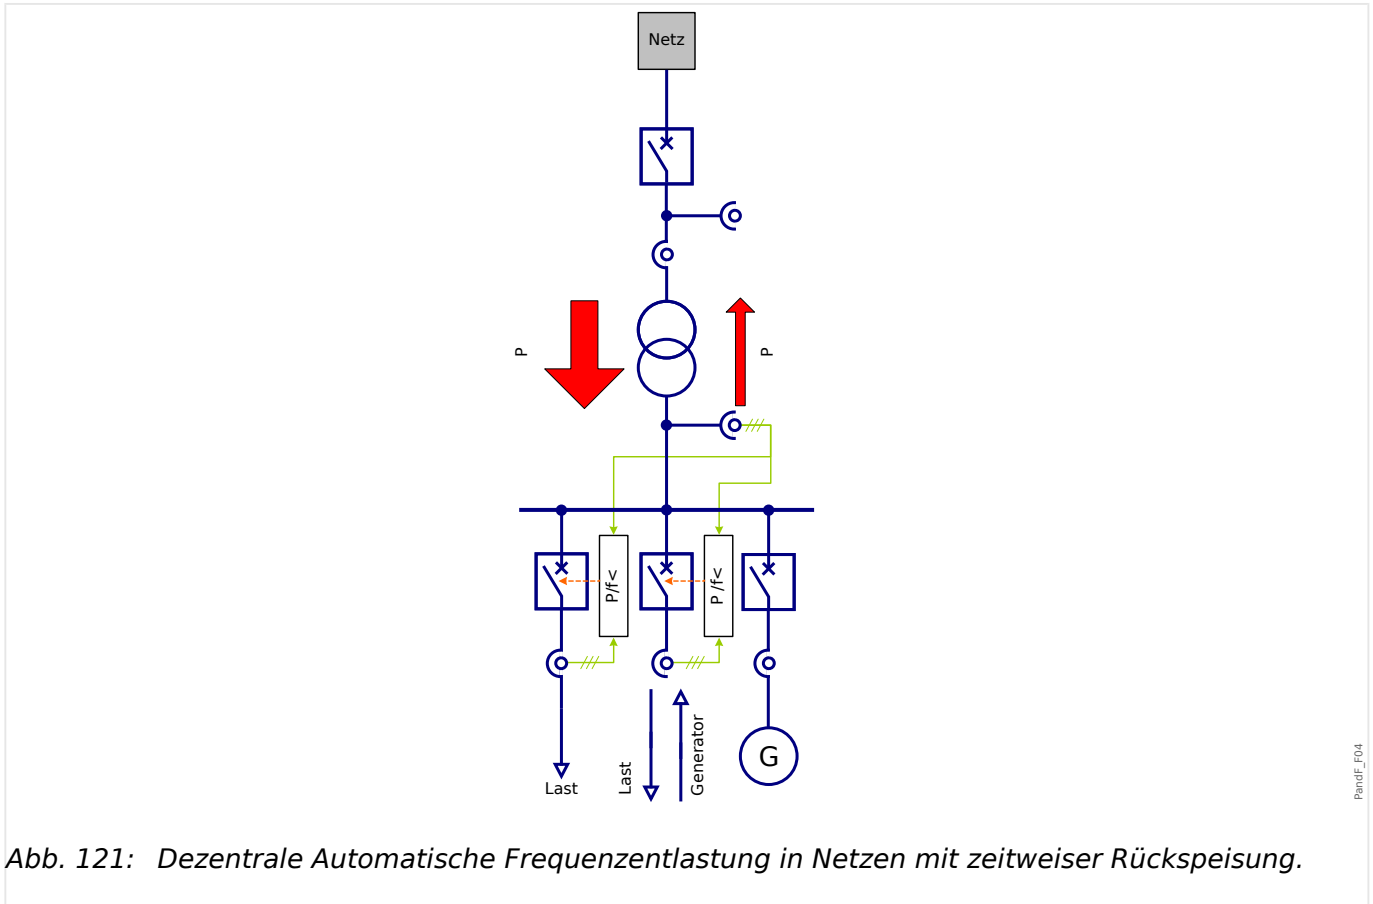 Netz
P
P
P/f<
P /f<
Last
Last
Generator
G
PandF_F04
Abb. 121: Dezentrale Automatische Frequenzentlastung in Netzen mit zeitweiser Rückspeisung.